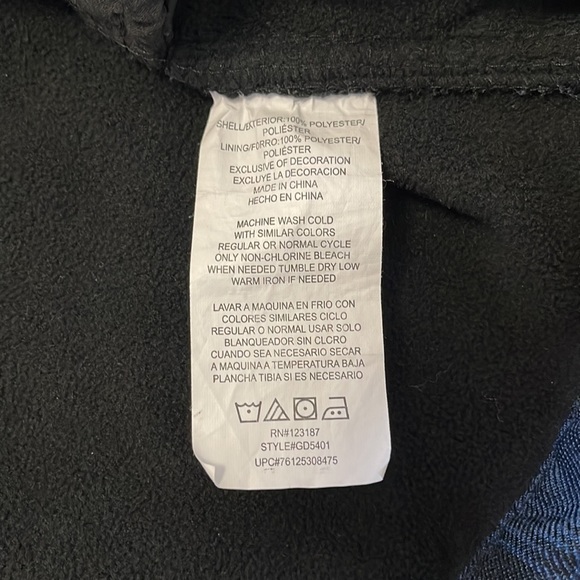 SHELL/EXTERIOR:100% POLYESTER/
POLIÉSTER
LINING/FORRO:100% POLYESTER/
POLIÉSTER
EXCLUSIVE OF DECORATION
EXCLUYE LA DECORACION
MADE IN CHINA
HECHO EN CHINA
MACHINE WASH COLD
WITH SIMILAR COLORS
REGULAR OR NORMAL CYCLE
ONLY NON-CHLORINE BLEACH
WHEN NEEDED TUMBLE DRY LOW
WARM IRON IF NEEDED
LAVAR A MAQUINA EN FRIO CON
COLORES SIMILARES CICLO
REGULAR O NORMAL USAR SOLO
BLANQUEADOR SIN CLCRO
CUANDO SEA NECESARIO SECAR
A MAQUINA A TEMPERATURA BAJA
PLANCHA TIBIA SI ES NECESARIO
RN#123187
STYLE#GD5401
UPC#76125308475